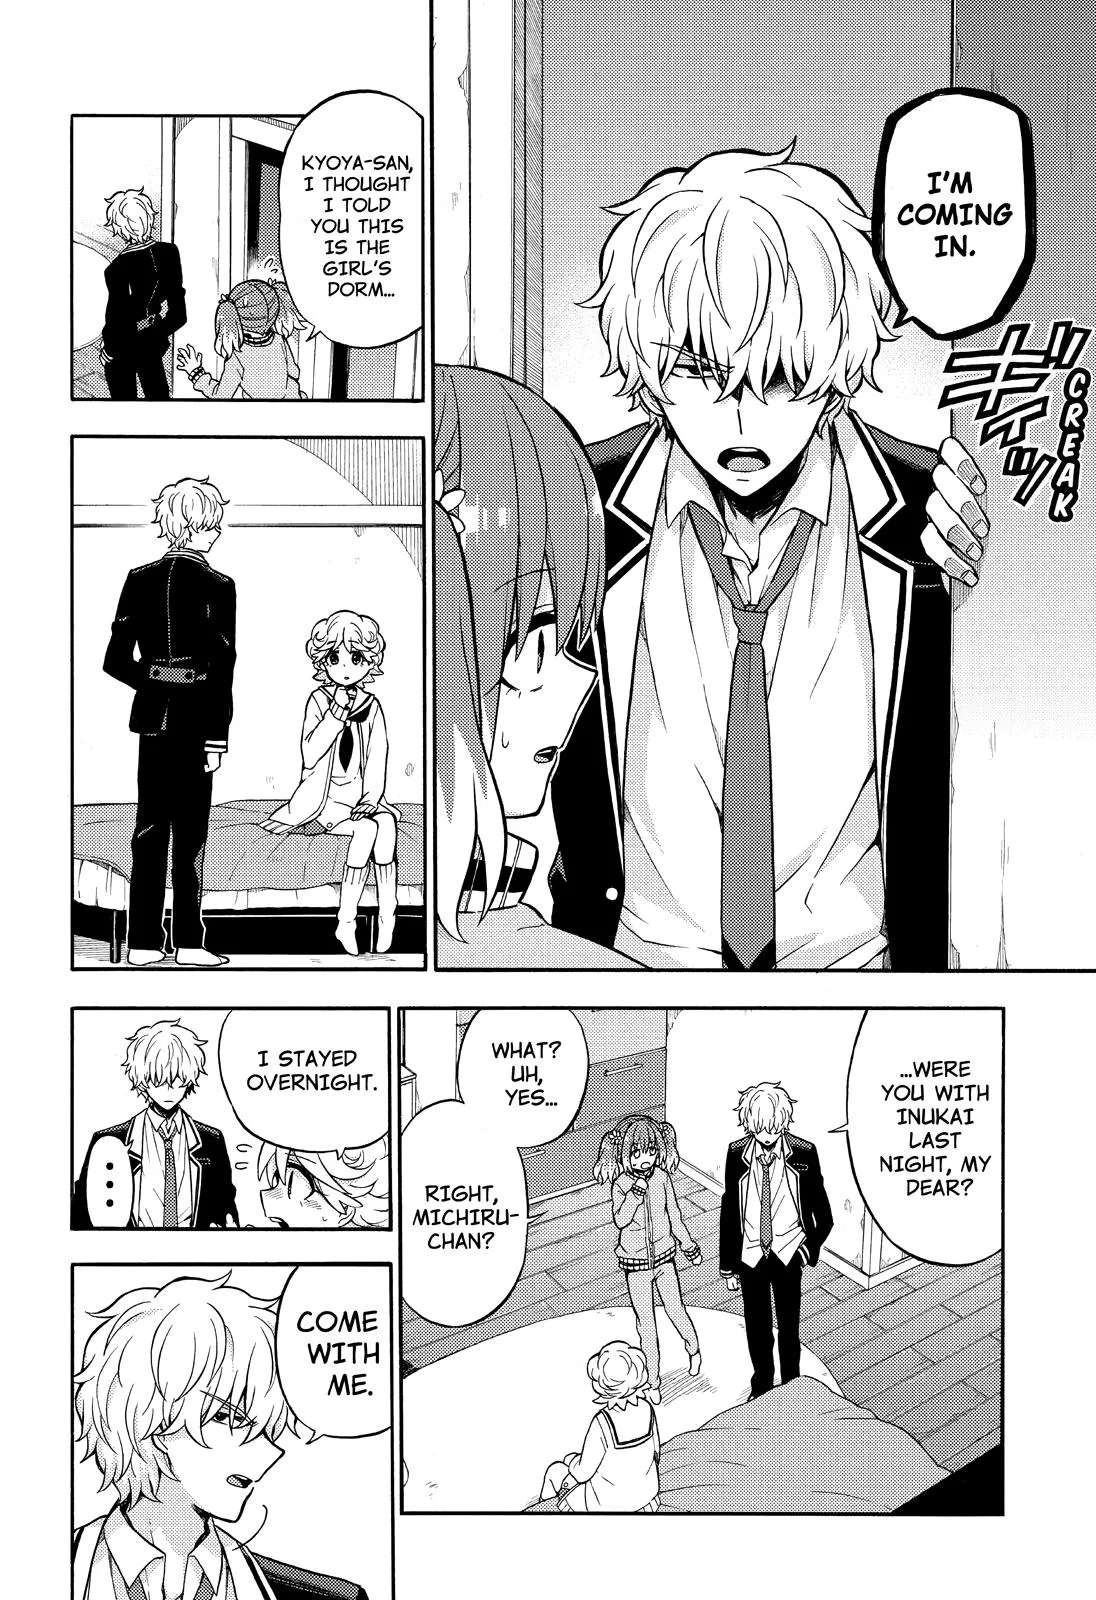 I'M
COMING
IN.
ギィッ
CREAK
KYOYA-SAN,
I THOUGHT
I TOLD
YOU THIS
IS THE
GIRL'S
DORM...
...WERE
YOU WITH
INUKAI
LAST
NIGHT, MY
DEAR?
WHAT?
UH,
YES...
RIGHT,
MICHIRU-
CHAN?
I STAYED
OVERNIGHT.
...
COME
WITH
ME.